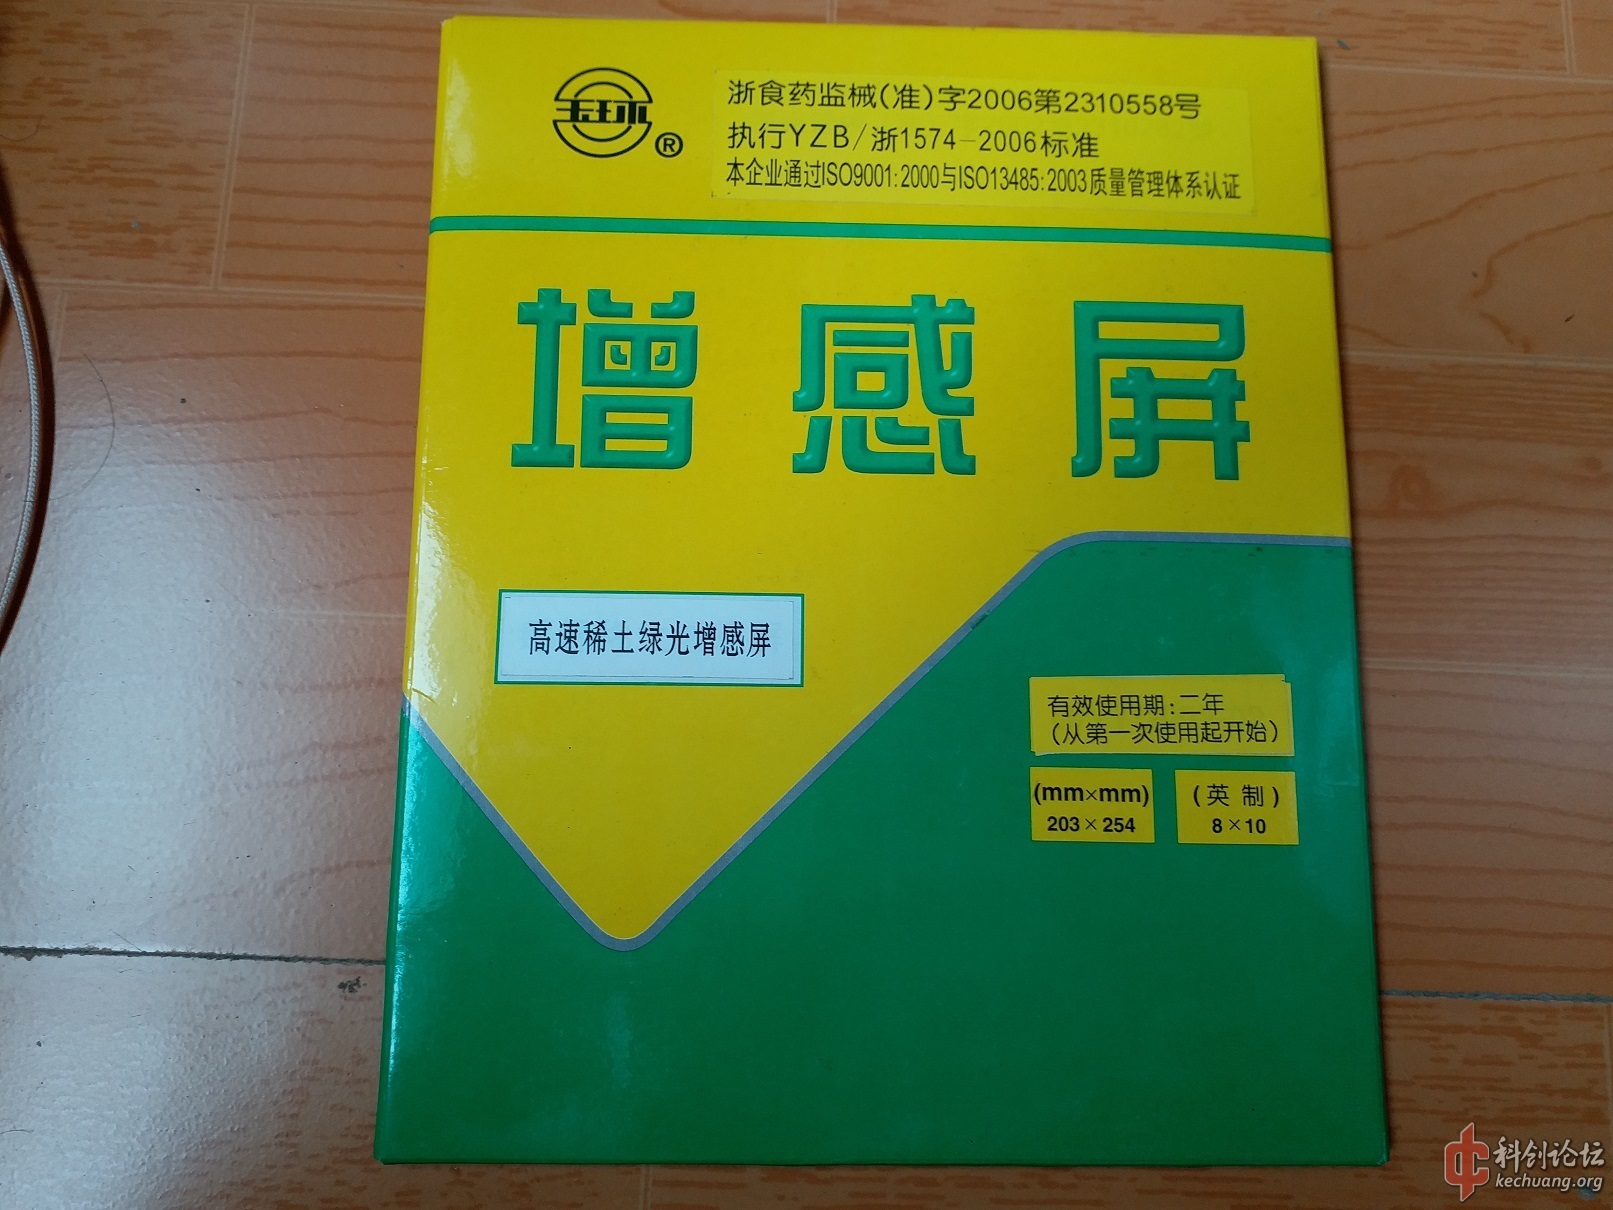 玉环
®
浙食药监械(准)字2006第2310558号
执行YZB/浙1574-2006标准
本企业通过ISO9001:2000与ISO13485:2003质量管理体系认证
增感屏
高速稀土绿光增感屏
有效使用期:二年
(从第一次使用起开始)
(mm×mm)
203×254
(英制)
8×10
科创论坛
kechuang.org